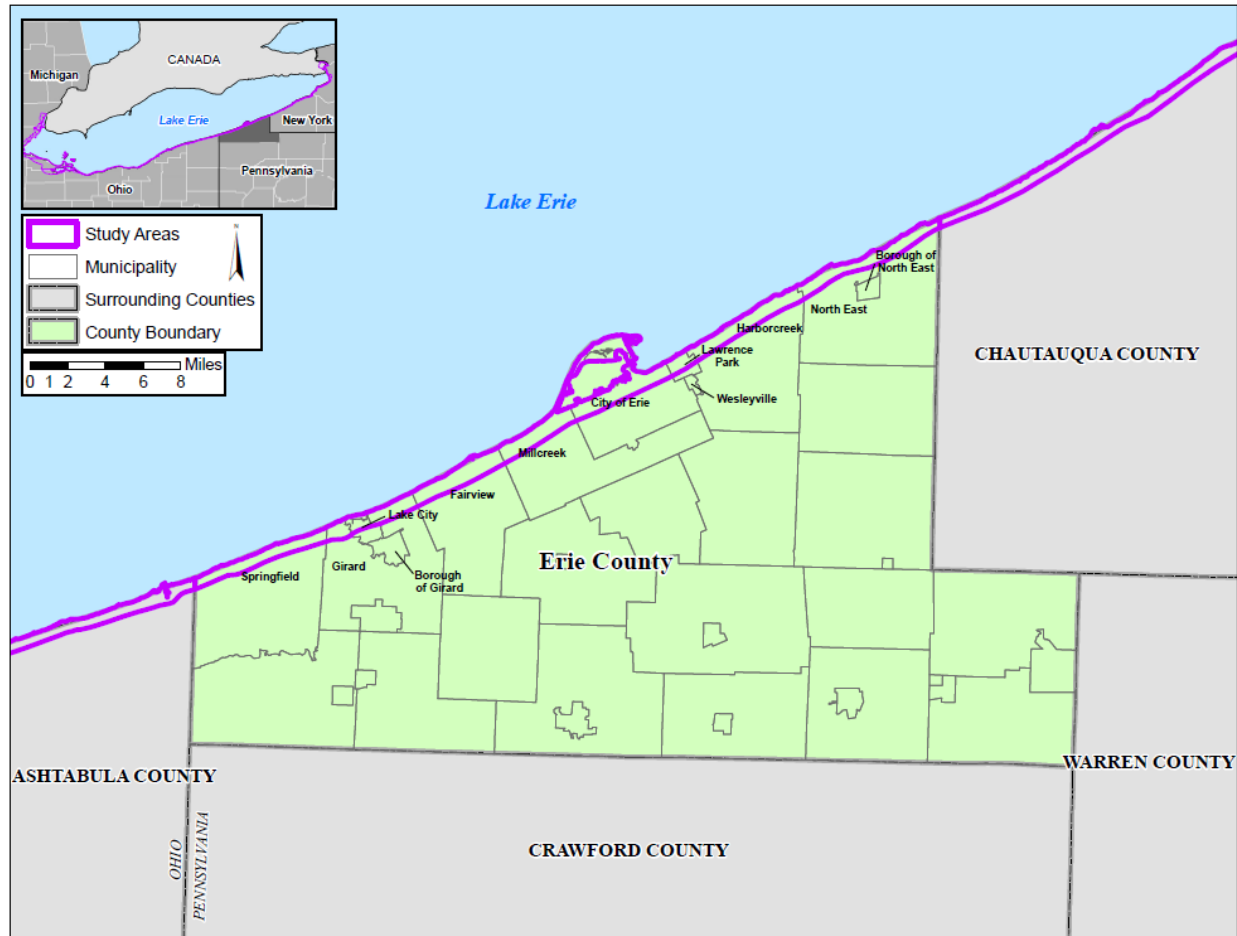 CANADA
Michigan
Lake Erie
New York
Pennsylvania
Ohio
Study Areas
N
Municipality
Surrounding Counties
County Boundary
Miles
0 1 2 4 6 8
Lake Erie
Borough of
North East
North East
Harborcreek
CHAUTAUQUA COUNTY
Lawrence
Park
Wesleyville
City of Erie
Millcreek
Fairview
Lake City
Erie County
Springfield
Girard
Borough
of Girard
ASHTABULA COUNTY
WARREN COUNTY
OHIO
PENNSYLVANIA
CRAWFORD COUNTY